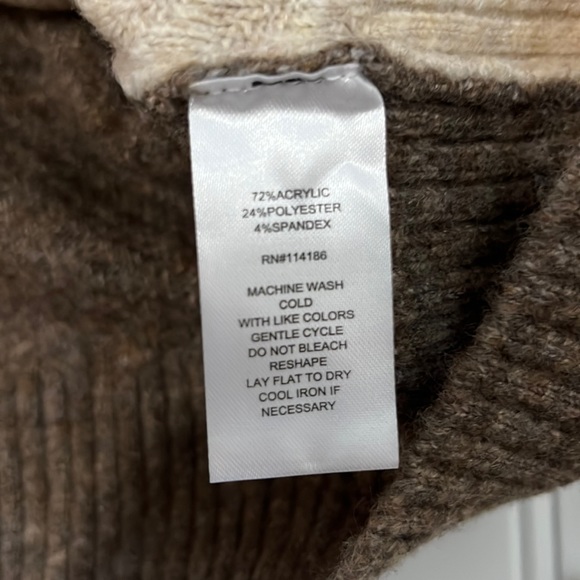 72%ACRYLIC
24%POLYESTER
4%SPANDEX
RN#114186
MACHINE WASH
COLD
WITH LIKE COLORS
GENTLE CYCLE
DO NOT BLEACH
RESHAPE
LAY FLAT TO DRY
COOL IRON IF
NECESSARY